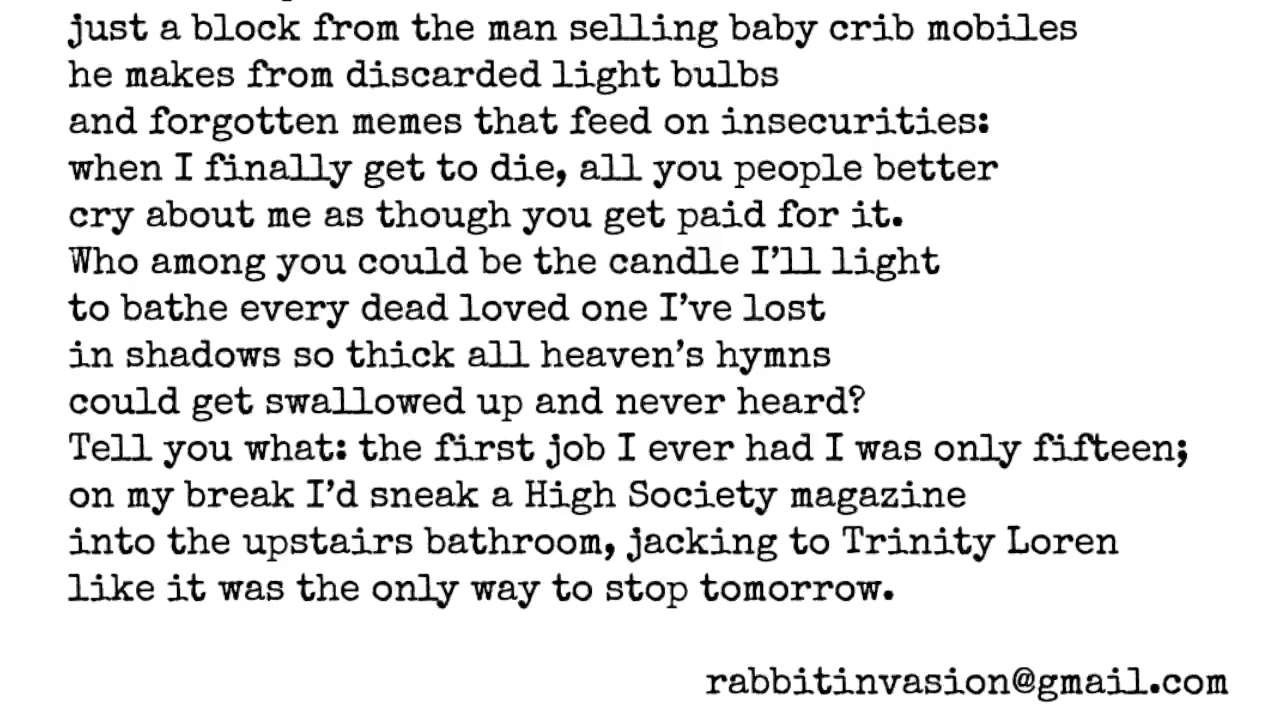 just a block from the man selling baby crib mobiles
he makes from discarded light bulbs
and forgotten memes that feed on insecurities:
when I finally get to die, all you people better
cry about me as though you get paid for it.
Who among you could be the candle I’ll light
to bathe every dead loved one I’ve lost
in shadows so thick all heaven’s hymns
could get swallowed up and never heard?
Tell you what: the first job I ever had I was only fifteen;
on my break I’d sneak a High Society magazine
into the upstairs bathroom, jacking to Trinity Loren
like it was the only way to stop tomorrow.
rabbitinvasion@gmail.com